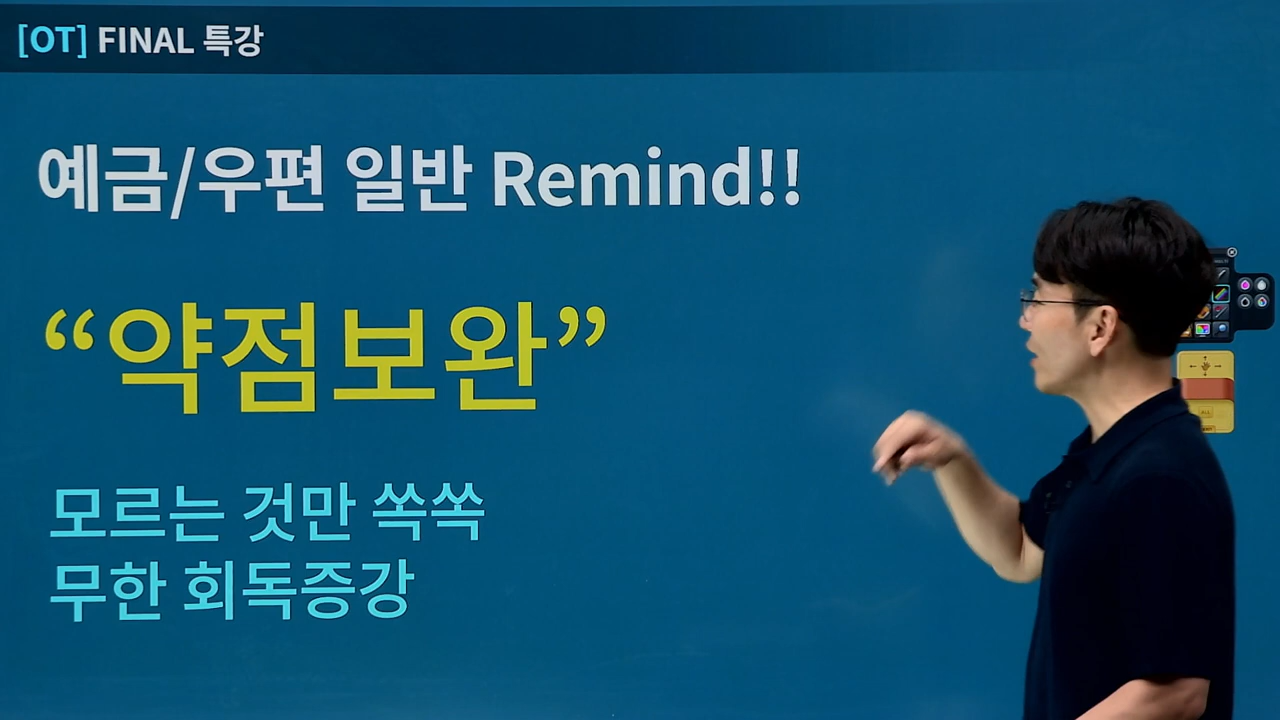 [OT] FINAL 특강
예금/우편 일반 Remind!!
“약점보완”
모르는 것만 쏙쏙
무한 회독증강